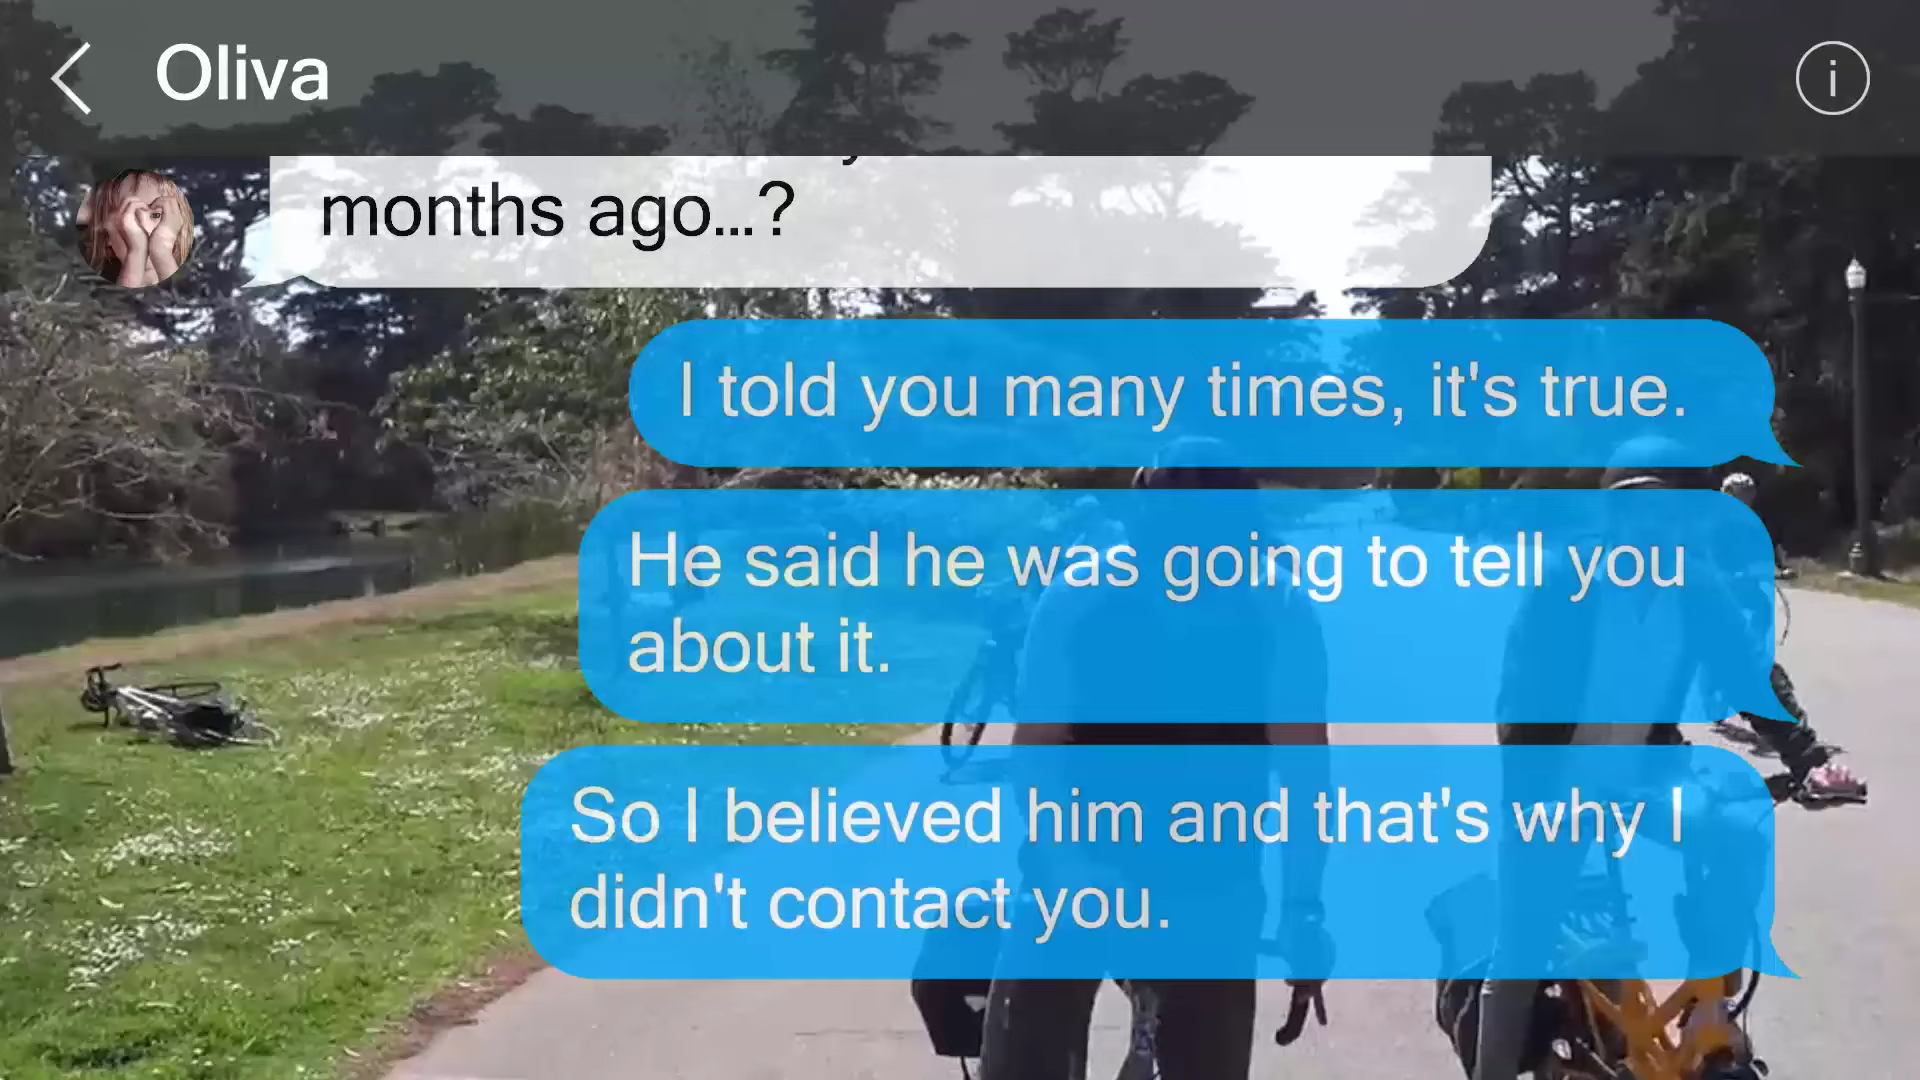 Oliva
months ago...?
I told you many times, it's true.
He said he was going to tell you
about it.
So I believed him and that's why I
didn't contact you.